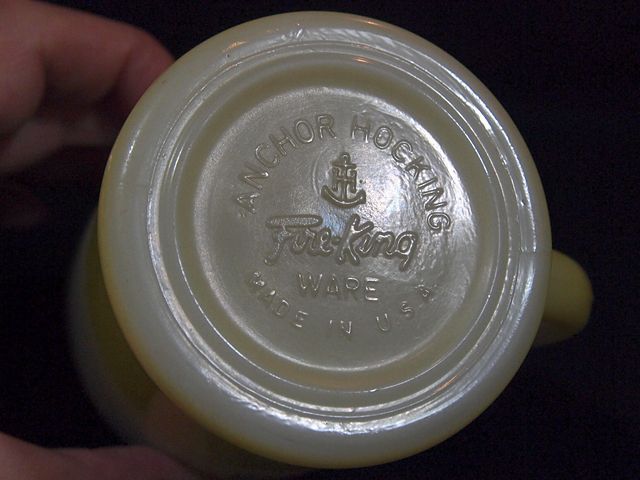 ANCHOR HOCKING
H
Fire-King
WARE
MADE IN U.S.A.